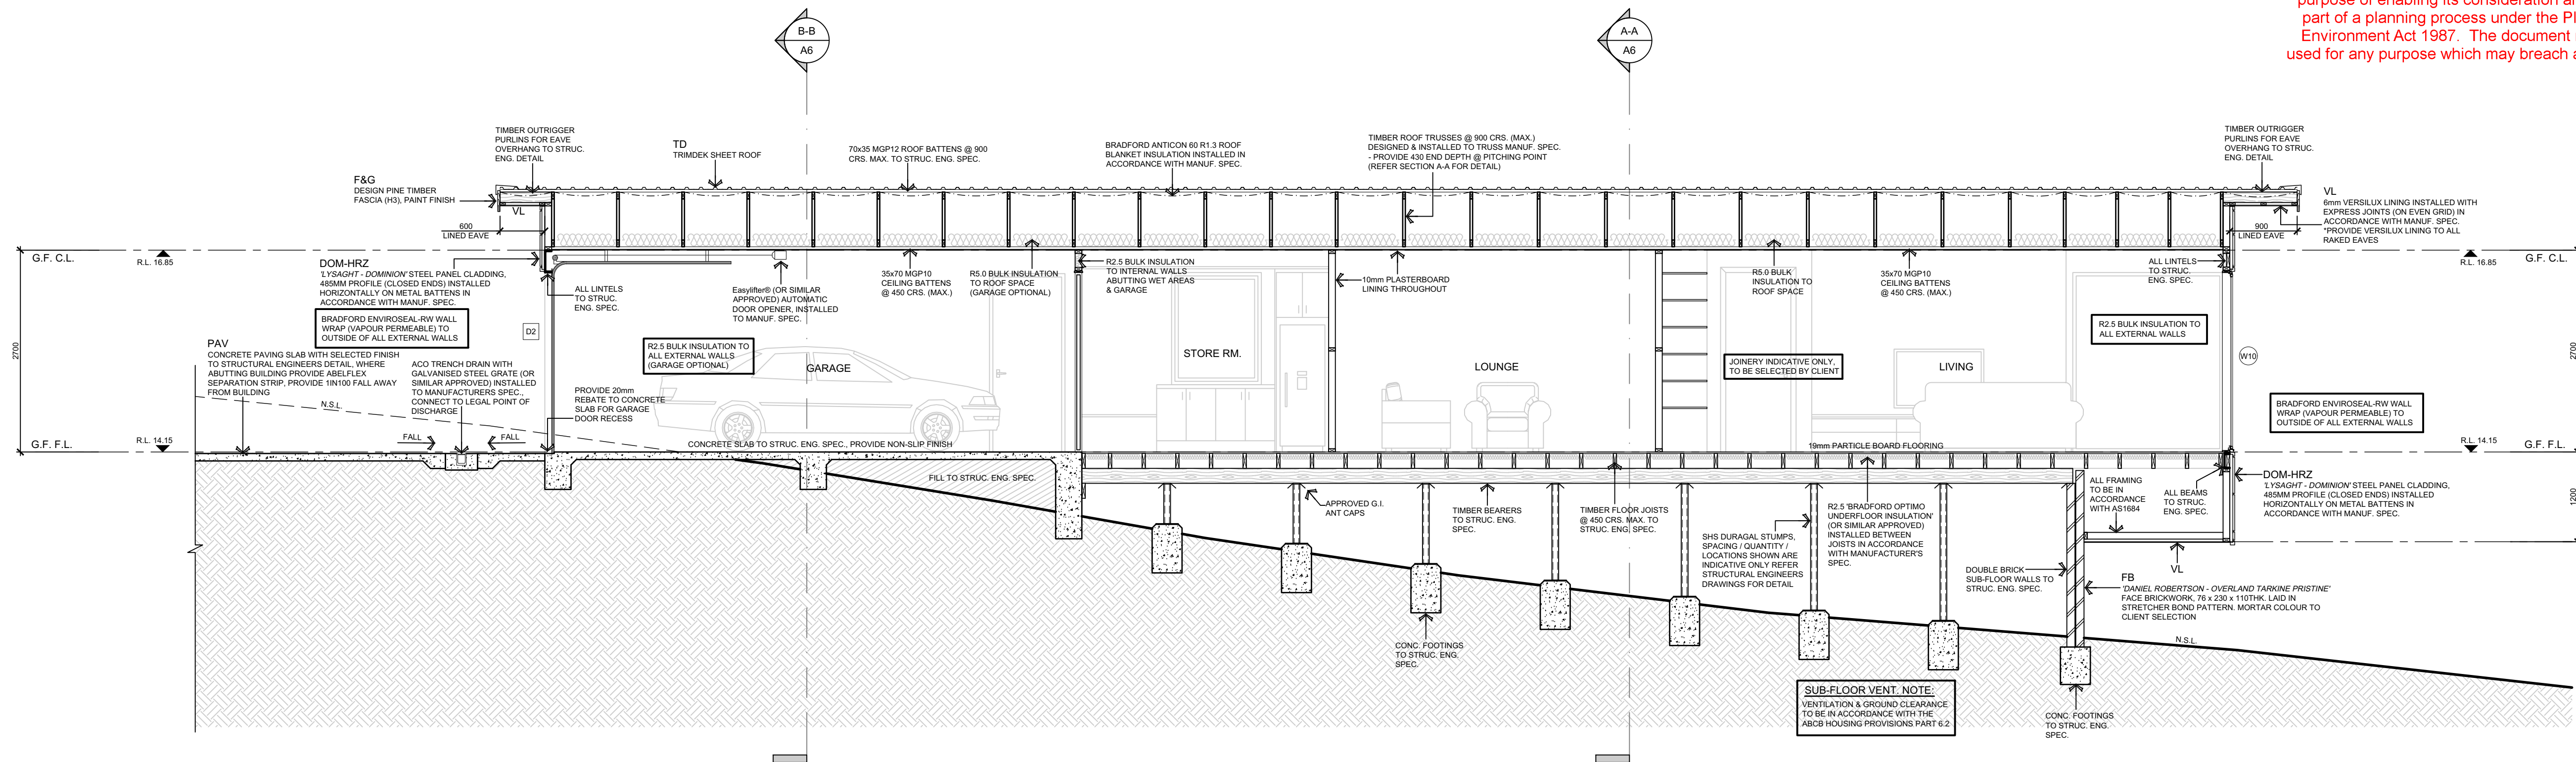 purpose of enabling its consideration a
part of a planning process under the Pl
Environment Act 1987. The document
used for any purpose which may breach a
B-B
A6
A-A
A6
TIMBER OUTRIGGER
PURLINS FOR EAVE
OVERHANG TO STRUC.
ENG. DETAIL
TD
TRIMDEK SHEET ROOF
70x35 MGP12 ROOF BATTENS @ 900
CRS. MAX. TO STRUC. ENG. SPEC.
BRADFORD ANTICON 60 R1.3 ROOF
BLANKET INSULATION INSTALLED IN
ACCORDANCE WITH MANUF. SPEC.
TIMBER ROOF TRUSSES @ 900 CRS. (MAX.)
DESIGNED & INSTALLED TO TRUSS MANUF. SPEC.
- PROVIDE 430 END DEPTH @ PITCHING POINT
(REFER SECTION A-A FOR DETAIL)
TIMBER OUTRIGGER
PURLINS FOR EAVE
OVERHANG TO STRUC.
ENG. DETAIL
F&G
DESIGN PINE TIMBER
FASCIA (H3), PAINT FINISH
VL
600
LINED EAVE
VL
6mm VERSILUX LINING INSTALLED WITH
EXPRESS JOINTS (ON EVEN GRID) IN
ACCORDANCE WITH MANUF. SPEC.
*PROVIDE VERSILUX LINING TO ALL
RAKED EAVES
900
LINED EAVE
G.F. C.L.
R.L. 16.85
G.F. C.L.
R.L. 16.85
DOM-HRZ
'LYSAGHT - DOMINION' STEEL PANEL CLADDING,
485MM PROFILE (CLOSED ENDS) INSTALLED
HORIZONTALLY ON METAL BATTENS IN
ACCORDANCE WITH MANUF. SPEC.
BRADFORD ENVIROSEAL-RW WALL
WRAP (VAPOUR PERMEABLE) TO
OUTSIDE OF ALL EXTERNAL WALLS
ALL LINTELS
TO STRUC.
ENG. SPEC.
D2
Easylifter® (OR SIMILAR
APPROVED) AUTOMATIC
DOOR OPENER, INSTALLED
TO MANUF. SPEC.
35x70 MGP10
CEILING BATTENS
@ 450 CRS. (MAX.)
R5.0 BULK INSULATION
TO ROOF SPACE
(GARAGE OPTIONAL)
R2.5 BULK INSULATION
TO INTERNAL WALLS
ABUTTING WET AREAS
& GARAGE
10mm PLASTERBOARD
LINING THROUGHOUT
R5.0 BULK
INSULATION TO
ROOF SPACE
35x70 MGP10
CEILING BATTENS
@ 450 CRS. (MAX.)
ALL LINTELS
TO STRUC.
ENG. SPEC.
2700
PAV
CONCRETE PAVING SLAB WITH SELECTED FINISH
TO STRUCTURAL ENGINEERS DETAIL, WHERE
ABUTTING BUILDING PROVIDE ABELFLEX
SEPARATION STRIP, PROVIDE 1IN100 FALL AWAY
FROM BUILDING
N.S.L.
ACO TRENCH DRAIN WITH
GALVANISED STEEL GRATE (OR
SIMILAR APPROVED) INSTALLED
TO MANUFACTURERS SPEC.,
CONNECT TO LEGAL POINT OF
DISCHARGE
R2.5 BULK INSULATION TO
ALL EXTERNAL WALLS
(GARAGE OPTIONAL)
GARAGE
PROVIDE 20mm
REBATE TO CONCRETE
SLAB FOR GARAGE
DOOR RECESS
STORE RM.
LOUNGE
JOINERY INDICATIVE ONLY,
TO BE SELECTED BY CLIENT
LIVING
R2.5 BULK INSULATION TO
ALL EXTERNAL WALLS
W10
2700
BRADFORD ENVIROSEAL-RW WALL
WRAP (VAPOUR PERMEABLE) TO
OUTSIDE OF ALL EXTERNAL WALLS
G.F. F.L.
R.L. 14.15
FALL
FALL
CONCRETE SLAB TO STRUC. ENG. SPEC., PROVIDE NON-SLIP FINISH
19mm PARTICLE BOARD FLOORING
R.L. 14.15
G.F. F.L.
FILL TO STRUC. ENG. SPEC.
APPROVED G.I.
ANT CAPS
TIMBER BEARERS
TO STRUC. ENG.
SPEC.
TIMBER FLOOR JOISTS
@ 450 CRS. MAX. TO
STRUC. ENG. SPEC.
SHS DURAGAL STUMPS,
SPACING / QUANTITY /
LOCATIONS SHOWN ARE
INDICATIVE ONLY REFER
STRUCTURAL ENGINEERS
DRAWINGS FOR DETAIL
R2.5 'BRADFORD OPTIMO
UNDERFLOOR INSULATION'
(OR SIMILAR APPROVED)
INSTALLED BETWEEN
JOISTS IN ACCORDANCE
WITH MANUFACTURER'S
SPEC.
DOUBLE BRICK
SUB-FLOOR WALLS TO
STRUC. ENG. SPEC.
ALL FRAMING
TO BE IN
ACCORDANCE
WITH AS1684
ALL BEAMS
TO STRUC.
ENG. SPEC.
DOM-HRZ
'LYSAGHT - DOMINION' STEEL PANEL CLADDING,
485MM PROFILE (CLOSED ENDS) INSTALLED
HORIZONTALLY ON METAL BATTENS IN
ACCORDANCE WITH MANUF. SPEC.
1200
VL
FB
'DANIEL ROBERTSON - OVERLAND TARKINE PRISTINE'
FACE BRICKWORK, 76 x 230 x 110THK. LAID IN
STRETCHER BOND PATTERN. MORTAR COLOUR TO
CLIENT SELECTION
N.S.L.
CONC. FOOTINGS
TO STRUC. ENG.
SPEC.
SUB-FLOOR VENT. NOTE:
VENTILATION & GROUND CLEARANCE
TO BE IN ACCORDANCE WITH THE
ABCB HOUSING PROVISIONS PART 6.2
CONC. FOOTINGS
TO STRUC. ENG.
SPEC.